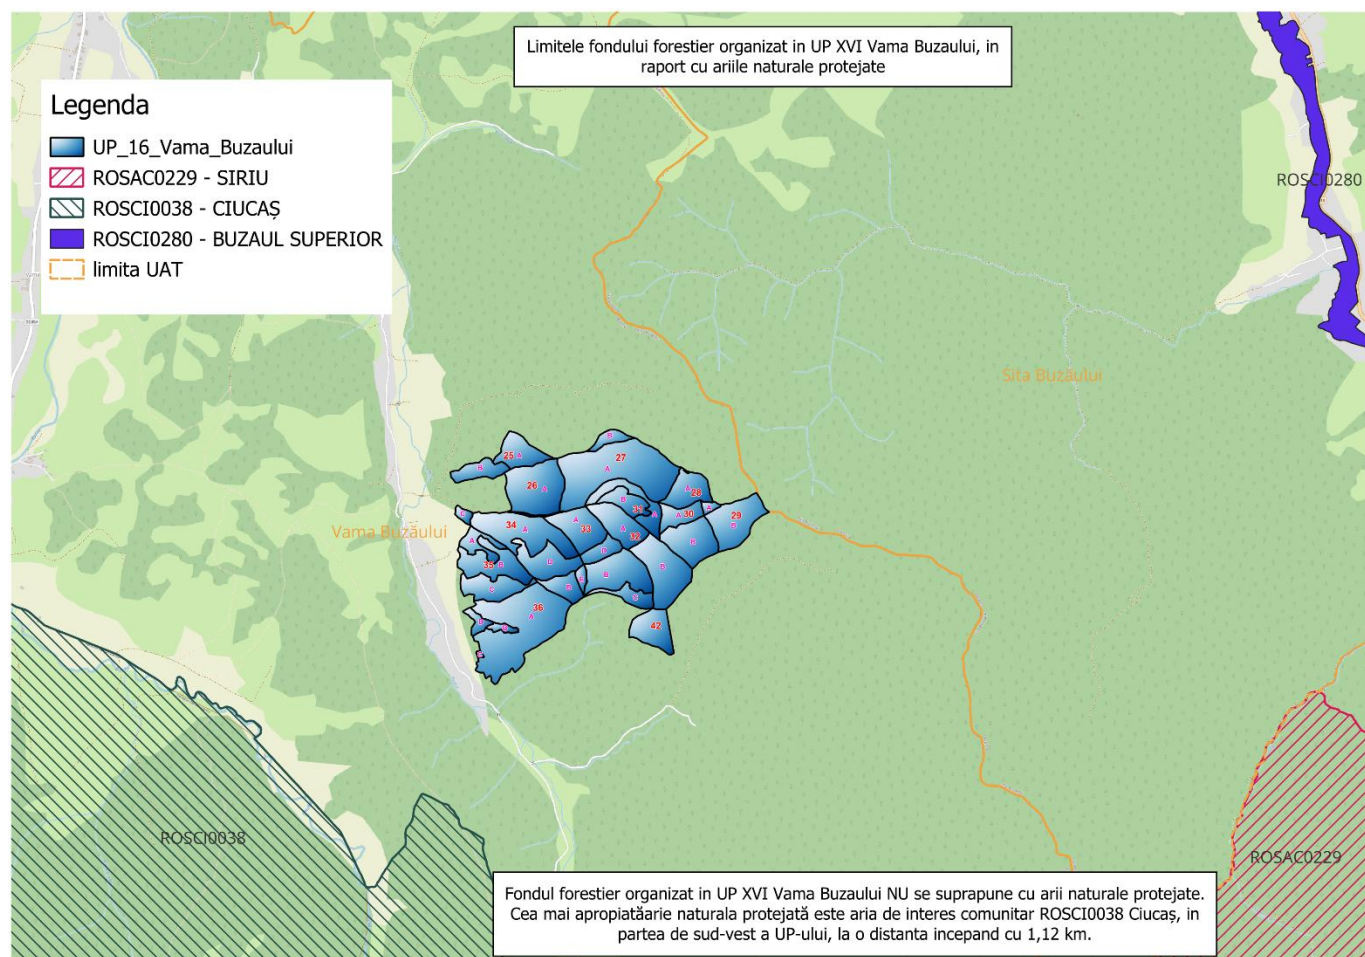 Limitele fondului forestier organizat in UP XVI Vama Buzaului, in
raport cu ariile naturale protejate
Legenda
UP_16_Vama_Buzaului
ROSAC0229 - SIRIU
ROSCI0038 - CIUCAȘ
ROSCI0280 - BUZAUL SUPERIOR
limita UAT
ROSCI0280
Sita Buzăului
Vama Buzăului
B
25 A
27
B
A
26 A
A 28
B
31 A
A 30
A
29
B
34 A
A
33
A
32
B
A
35 B
D
B
B
C
B
36
A
42
ROSCI0038
ROSAC0229
Fondul forestier organizat in UP XVI Vama Buzaului NU se suprapune cu arii naturale protejate.
Cea mai apropiatăarie naturala protejată este aria de interes comunitar ROSCI0038 Ciucaș, in
partea de sud-vest a UP-ului, la o distanta incepand cu 1,12 km.